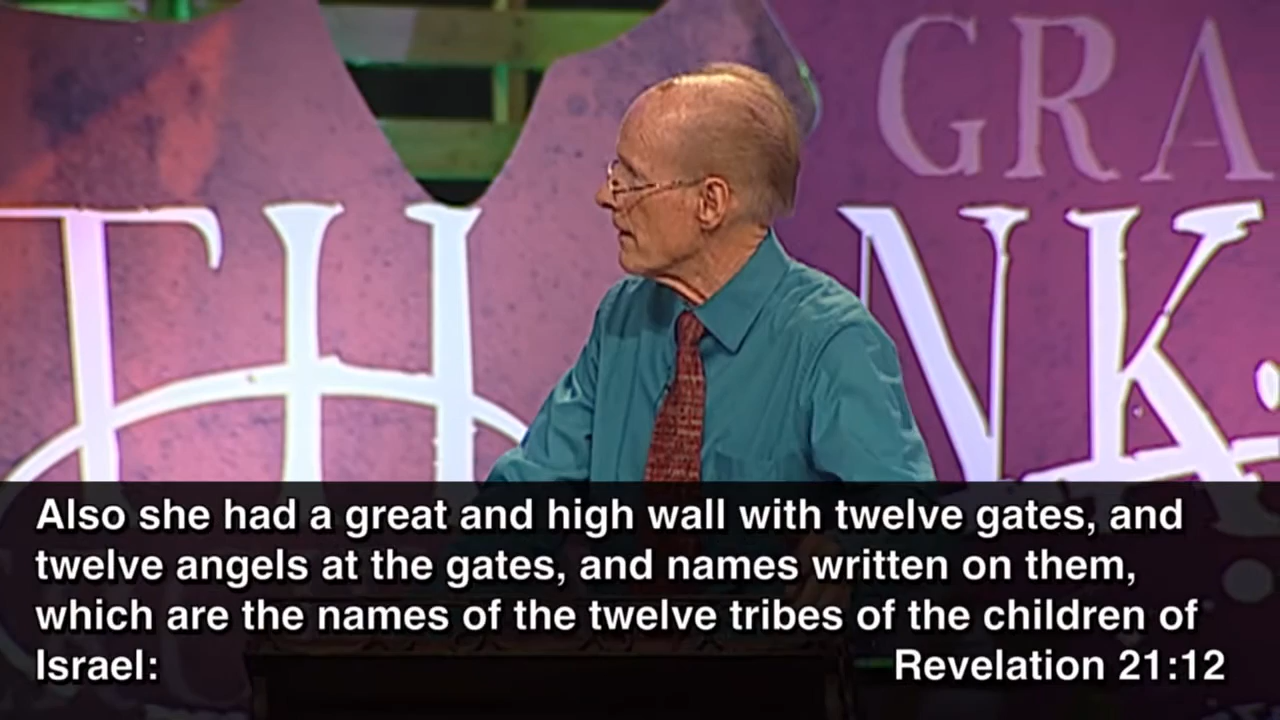 GRA
TH NK
Also she had a great and high wall with twelve gates, and
twelve angels at the gates, and names written on them,
which are the names of the twelve tribes of the children of
Israel: Revelation 21:12